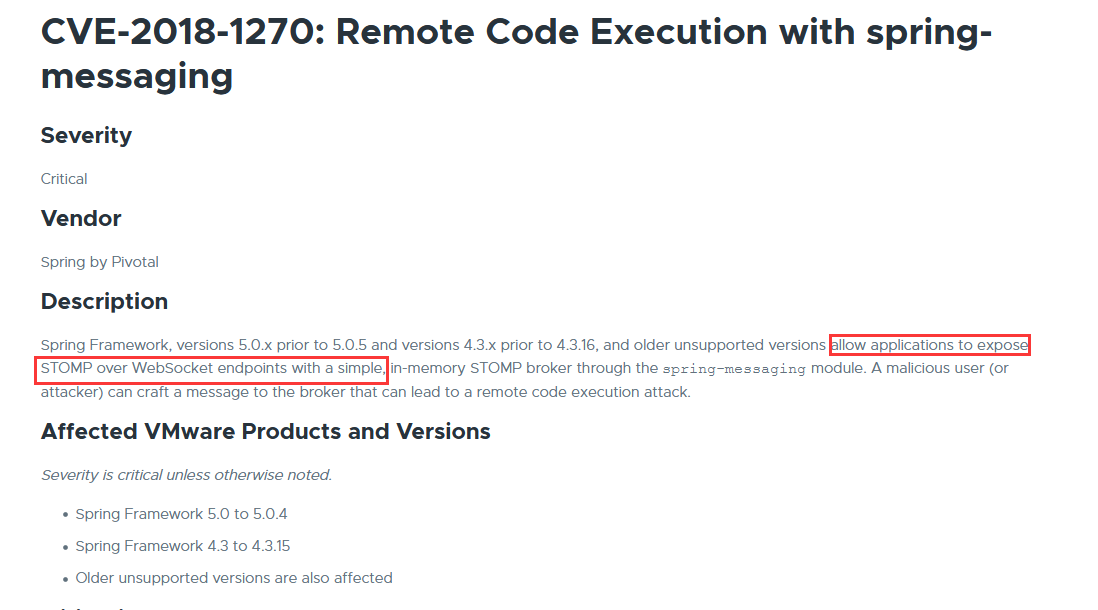 CVE-2018-1270: Remote Code Execution with spring-
messaging
Severity
Critical
Vendor
Spring by Pivotal
Description
Spring Framework, versions 5.0.x prior to 5.0.5 and versions 4.3.x prior to 4.3.16, and older unsupported versions allow applications to expose
STOMP over WebSocket endpoints with a simple, in-memory STOMP broker through the spring-messaging module. A malicious user (or
attacker) can craft a message to the broker that can lead to a remote code execution attack.
Affected VMware Products and Versions
Severity is critical unless otherwise noted.
• Spring Framework 5.0 to 5.0.4
• Spring Framework 4.3 to 4.3.15
• Older unsupported versions are also affected